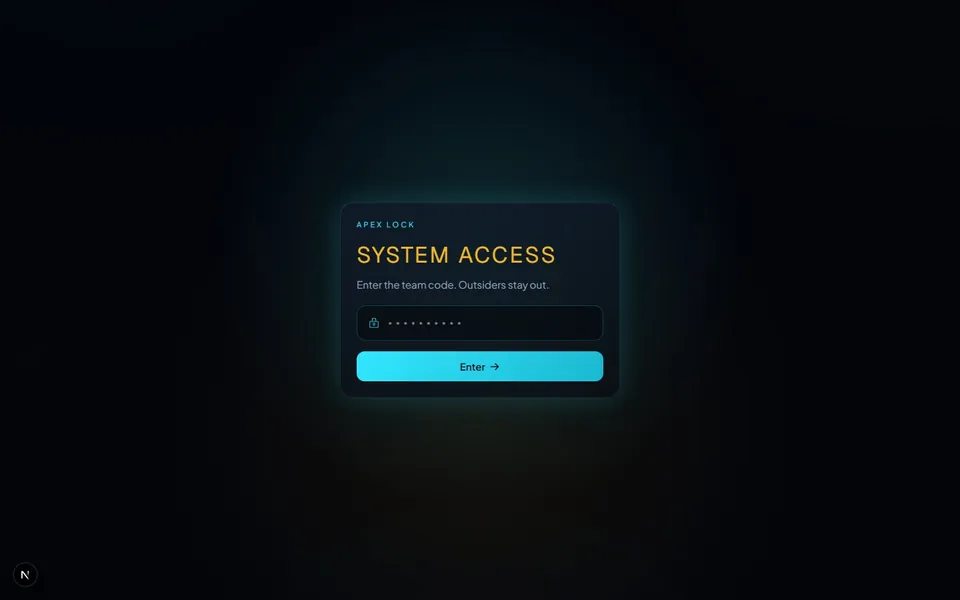 APEX LOCK
SYSTEM ACCESS
Enter the team code. Outsiders stay out.
••••••••••
Enter →
N